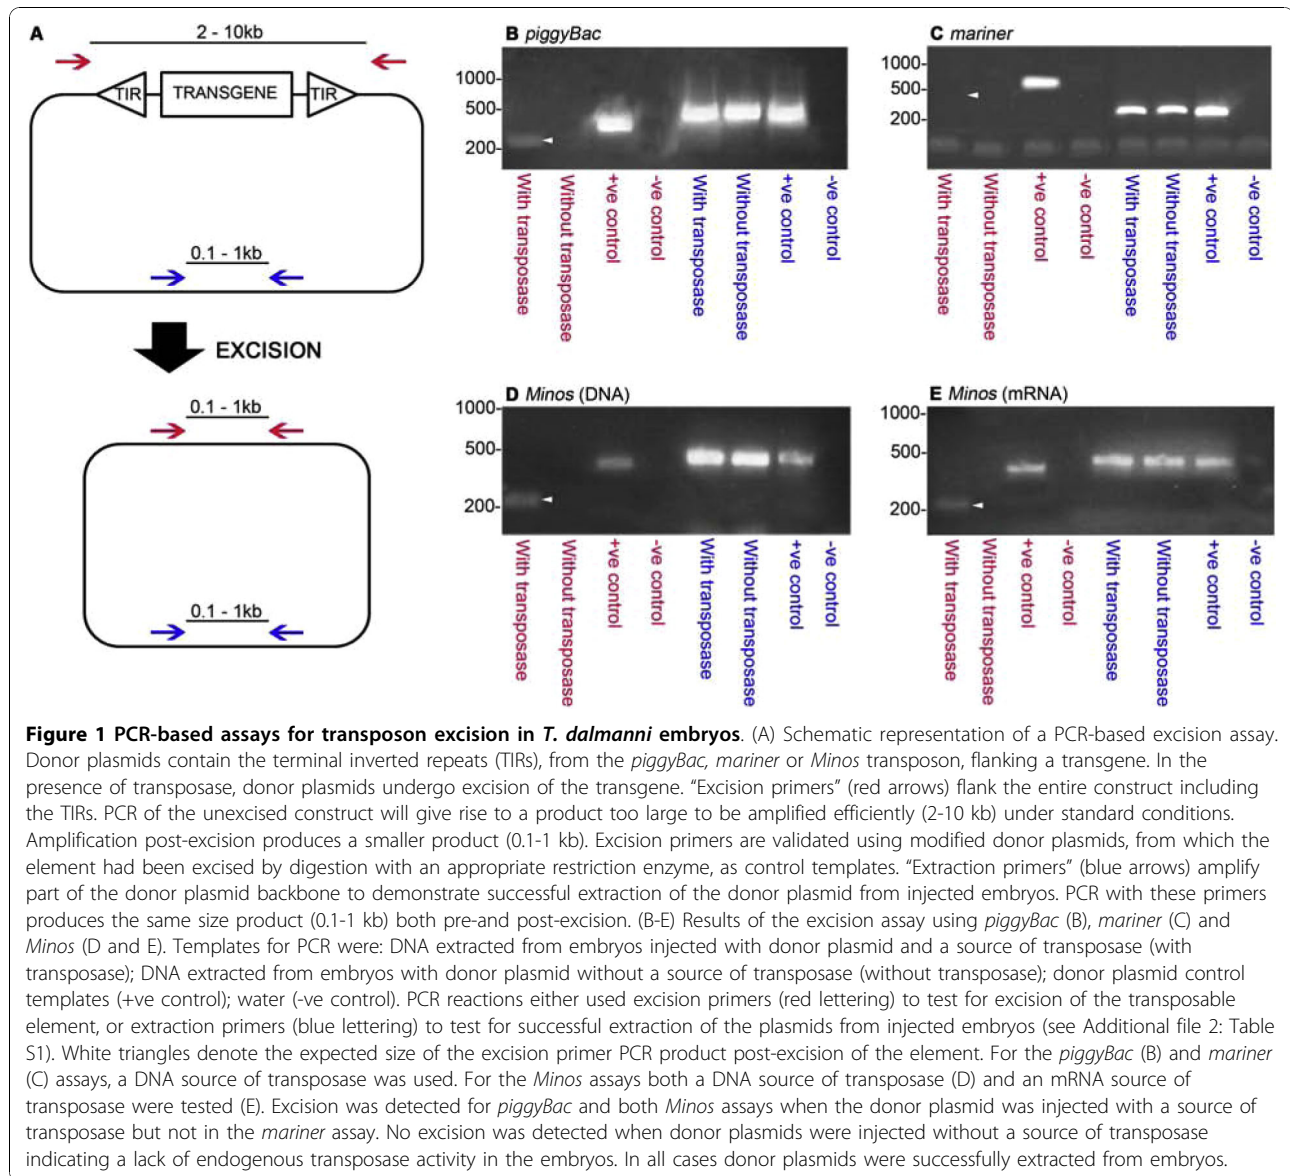 A
2 - 10kb
TIR
TRANSGENE
TIR
0.1 - 1kb
EXCISION
0.1 - 1kb
0.1 - 1kb
B piggyBac
1000-
500-
200-
With transposase
Without transposase
+ve control
-ve control
With transposase
Without transposase
+ve control
-ve control
C mariner
1000-
500-
200-
With transposase
Without transposase
+ve control
-ve control
With transposase
Without transposase
+ve control
-ve control
D Minos (DNA)
1000-
500-
200-
With transposase
Without transposase
+ve control
-ve control
With transposase
Without transposase
+ve control
-ve control
E Minos (mRNA)
1000-
500-
200-
With transposase
Without transposase
+ve control
-ve control
With transposase
Without transposase
+ve control
-ve control
Figure 1 PCR-based assays for transposon excision in T. dalmanni embryos. (A) Schematic representation of a PCR-based excision assay.
Donor plasmids contain the terminal inverted repeats (TIRs), from the piggyBac, mariner or Minos transposon, flanking a transgene. In the
presence of transposase, donor plasmids undergo excision of the transgene. “Excision primers” (red arrows) flank the entire construct including
the TIRs. PCR of the unexcised construct will give rise to a product too large to be amplified efficiently (2-10 kb) under standard conditions.
Amplification post-excision produces a smaller product (0.1-1 kb). Excision primers are validated using modified donor plasmids, from which the
element had been excised by digestion with an appropriate restriction enzyme, as control templates. “Extraction primers” (blue arrows) amplify
part of the donor plasmid backbone to demonstrate successful extraction of the donor plasmid from injected embryos. PCR with these primers
produces the same size product (0.1-1 kb) both pre-and post-excision. (B-E) Results of the excision assay using piggyBac (B), mariner (C) and
Minos (D and E). Templates for PCR were: DNA extracted from embryos injected with donor plasmid and a source of transposase (with
transposase); DNA extracted from embryos with donor plasmid without a source of transposase (without transposase); donor plasmid control
templates (+ve control); water (-ve control). PCR reactions either used excision primers (red lettering) to test for excision of the transposable
element, or extraction primers (blue lettering) to test for successful extraction of the plasmids from injected embryos (see Additional file 2: Table
S1). White triangles denote the expected size of the excision primer PCR product post-excision of the element. For the piggyBac (B) and mariner
(C) assays, a DNA source of transposase was used. For the Minos assays both a DNA source of transposase (D) and an mRNA source of
transposase were tested (E). Excision was detected for piggyBac and both Minos assays when the donor plasmid was injected with a source of
transposase but not in the mariner assay. No excision was detected when donor plasmids were injected without a source of transposase
indicating a lack of endogenous transposase activity in the embryos. In all cases donor plasmids were successfully extracted from embryos.